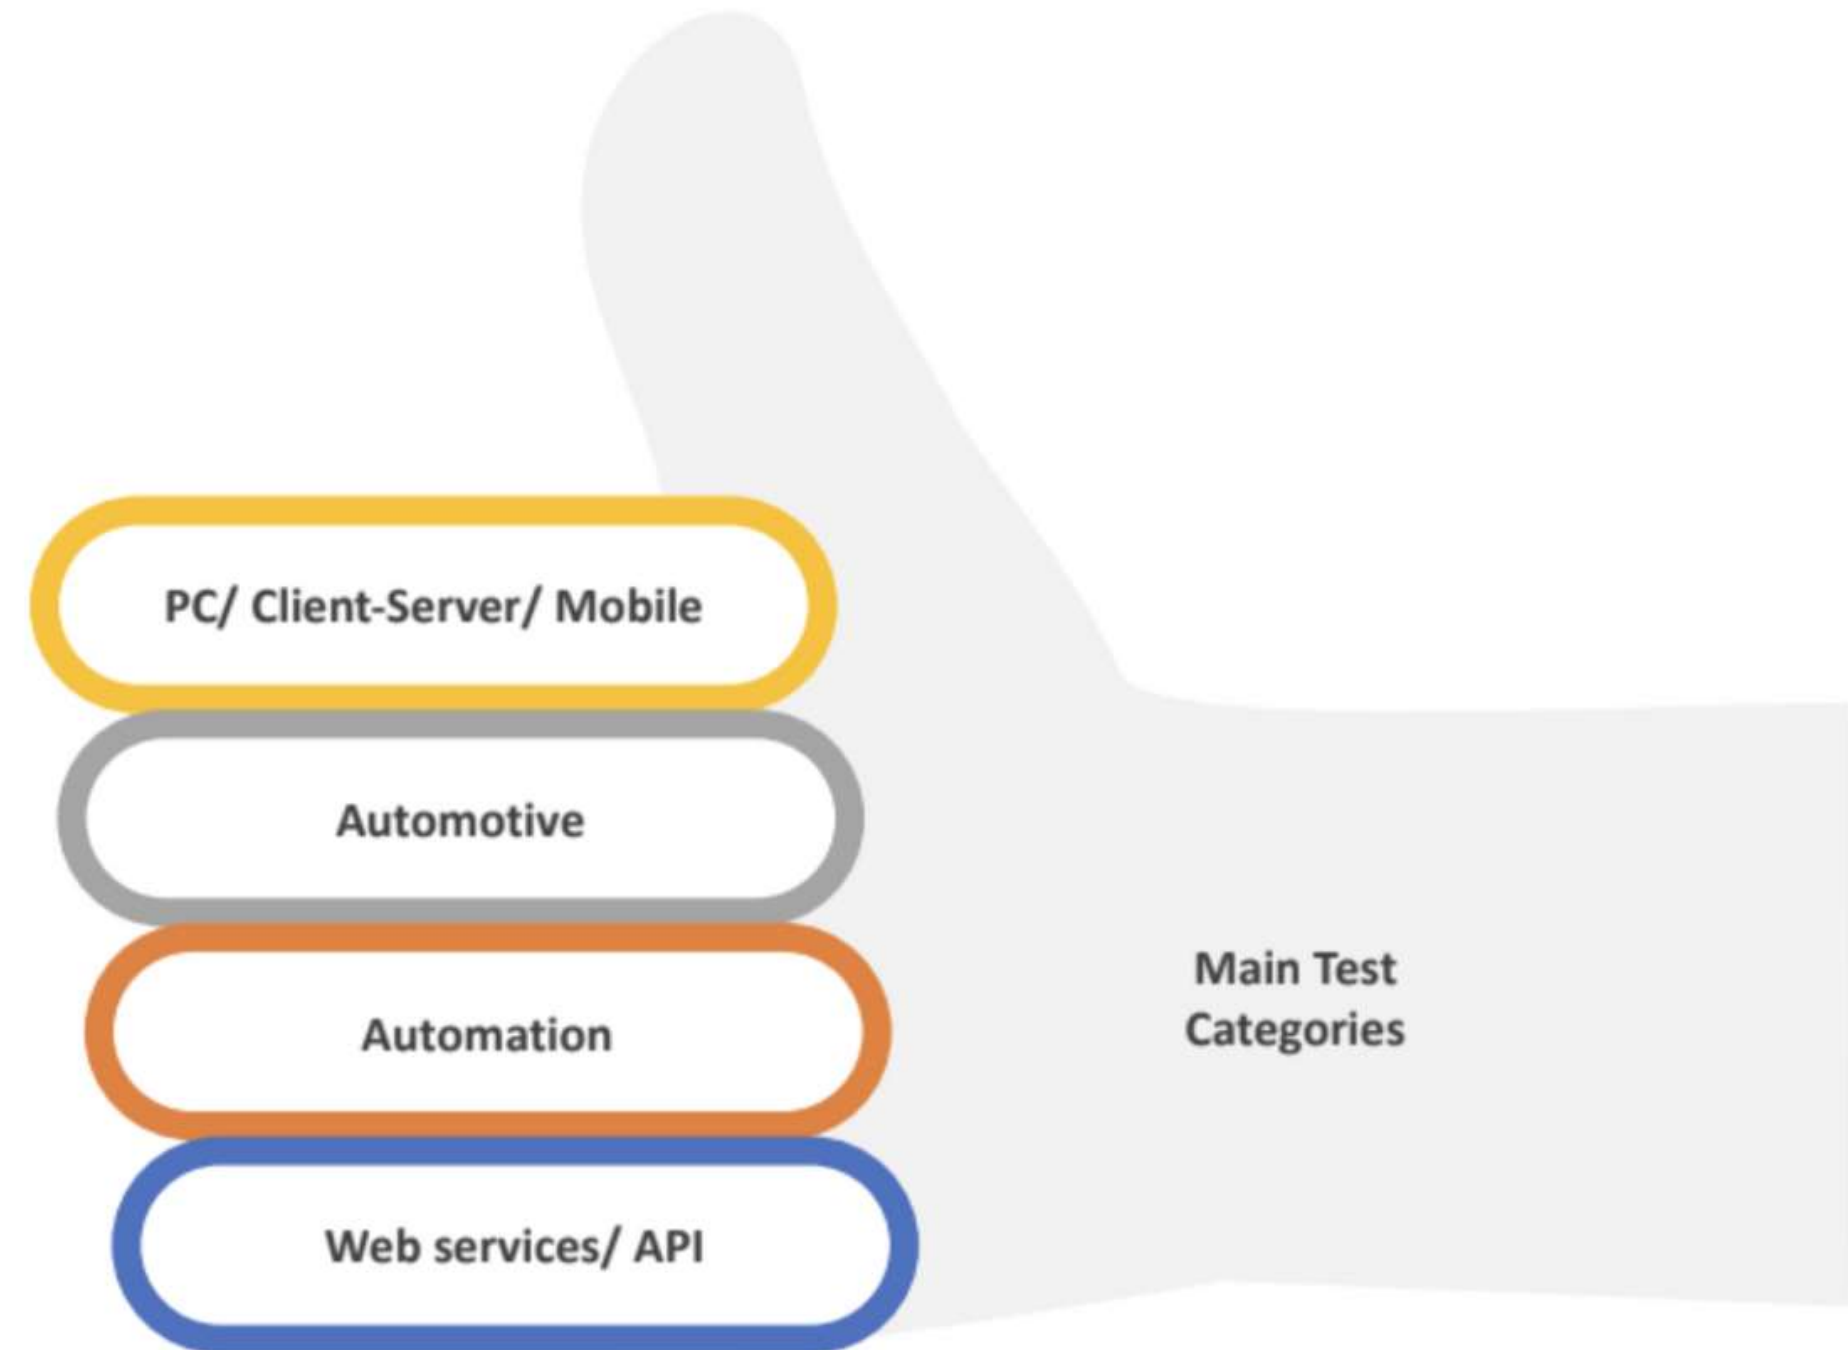 PC/ Client-Server/ Mobile
Automotive
Automation
Web services/ API
Main Test
Categories